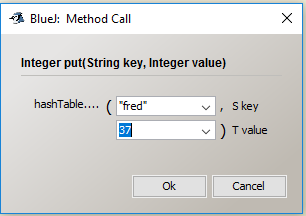 BlueJ: Method Call
Integer put(String key, Integer value)
hashTable.... ( "fred" , S key
37 ) T value
Ok Cancel